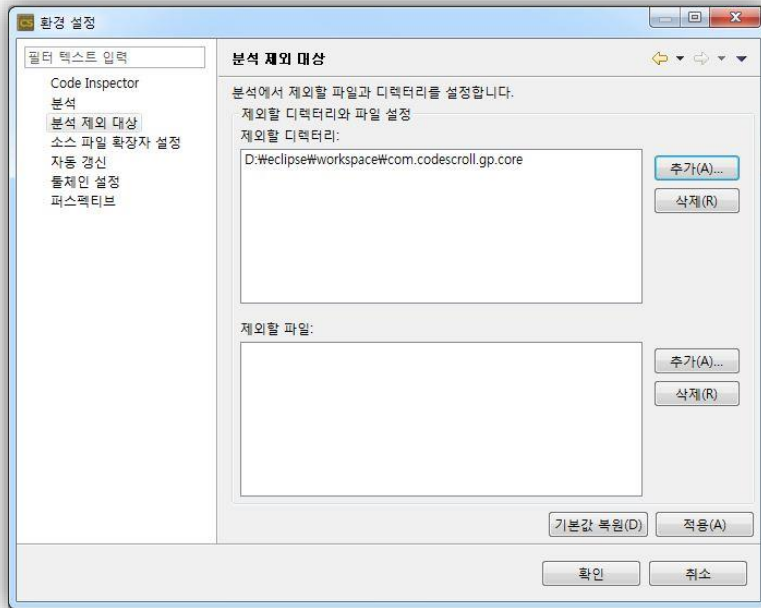 CS 환경 설정
필터 텍스트 입력
Code Inspector
분석
분석 제외 대상
소스 파일 확장자 설정
자동 갱신
툴체인 설정
퍼스펙티브
분석 제외 대상
분석에서 제외할 파일과 디렉터리를 설정합니다.
제외할 디렉터리와 파일 설정
제외할 디렉터리:
D:₩eclipse₩workspace₩com.codescroll.gp.core
추가(A)...
삭제(R)
제외할 파일:
추가(A)...
삭제(R)
기본값 복원(D) 적용(A)
확인 취소